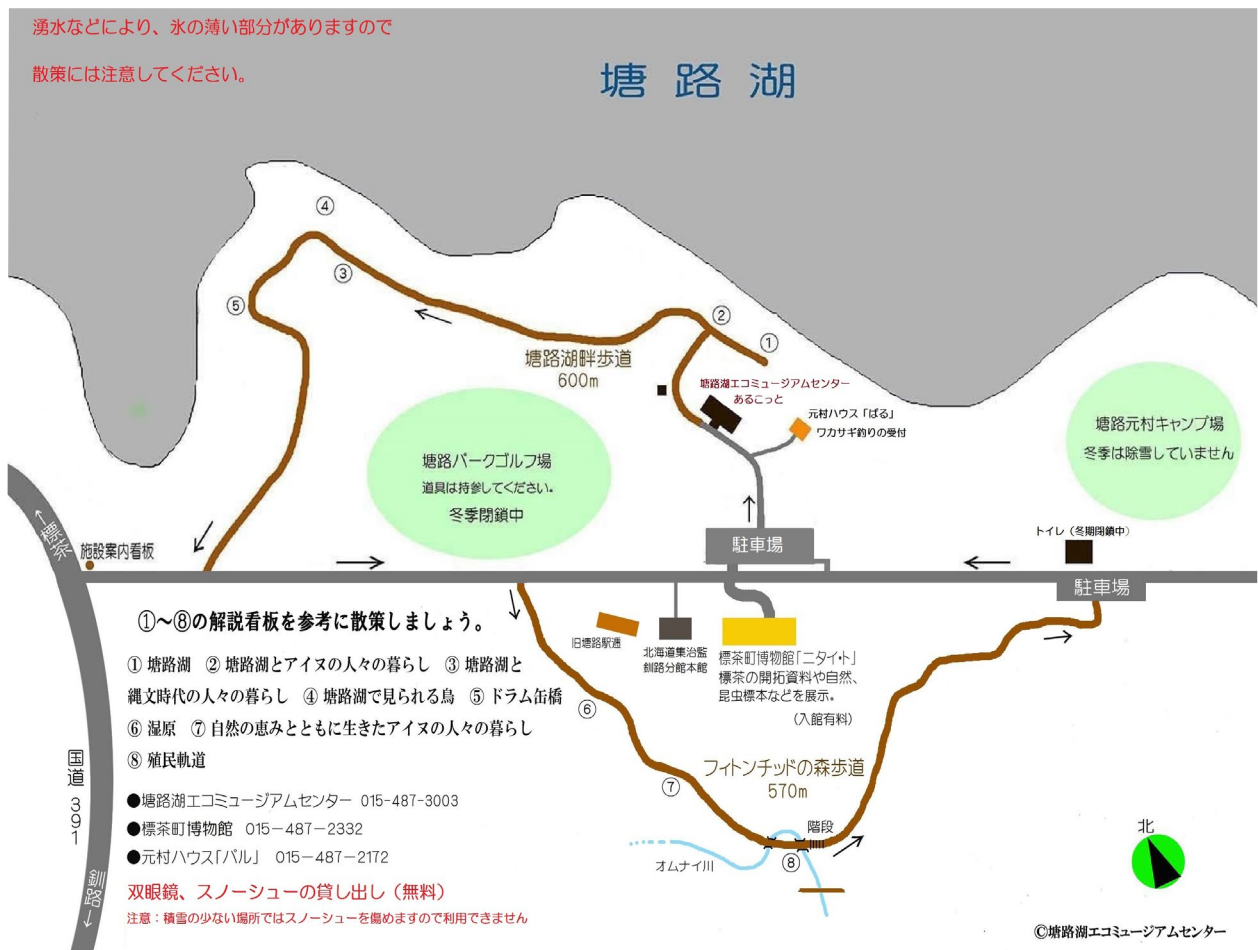 湧水などにより、氷の薄い部分がありますので
散策には注意してください。
塘路湖
④
③
⑤
②
①
塘路湖畔歩道
600m
塘路湖エコミュージアムセンター
あるこっと
元村ハウス「ぱる」
ワカサギ釣りの受付
塘路元村キャンプ場
冬季は除雪していません
塘路パークゴルフ場
道具は持参してください。
冬季閉鎖中
←標茶
施設案内看板
駐車場
トイレ（冬期閉鎖中）
駐車場
①～⑧の解説看板を参考に散策しましょう。
① 塘路湖 ② 塘路湖とアイヌの人々の暮らし ③ 塘路湖と
縄文時代の人々の暮らし ④ 塘路湖で見られる鳥 ⑤ ドラム缶橋
⑥ 湿原 ⑦ 自然の恵みとともに生きたアイヌの人々の暮らし
⑧ 殖民軌道
旧塘路駅逓
北海道集治監
釧路分館本館
標茶町博物館「ニタイ・ト」
標茶の開拓資料や自然、
昆虫標本などを展示。
（入館有料）
⑥
⑦
フィトンチッドの森歩道
570m
階段
⑧
オムナイ川
国道391
釧路→
●塘路湖エコミュージアムセンター 015-487-3003
●標茶町博物館 015－487－2332
●元村ハウス「パル」 015－487－2172
双眼鏡、スノーシューの貸し出し（無料）
注意：積雪の少ない場所ではスノーシューを傷めますので利用できません
北
©塘路湖エコミュージアムセンター